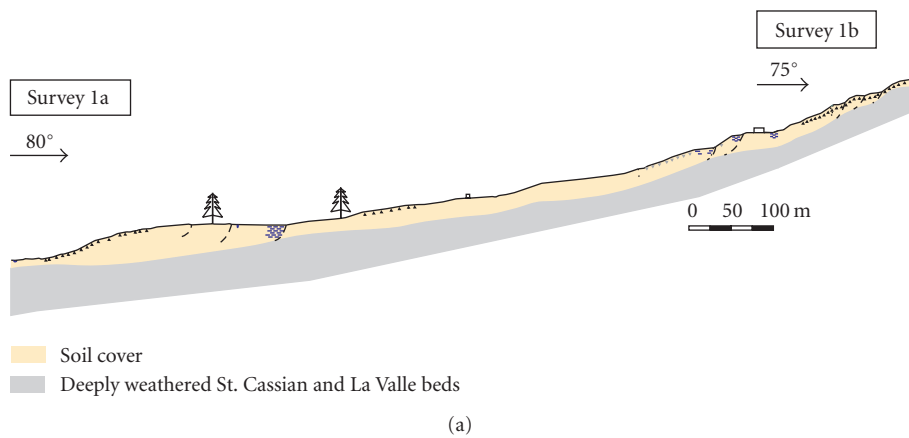 Survey 1b
75°
Survey 1a
80°
0 50 100 m
Soil cover
Deeply weathered St. Cassian and La Valle beds
(a)